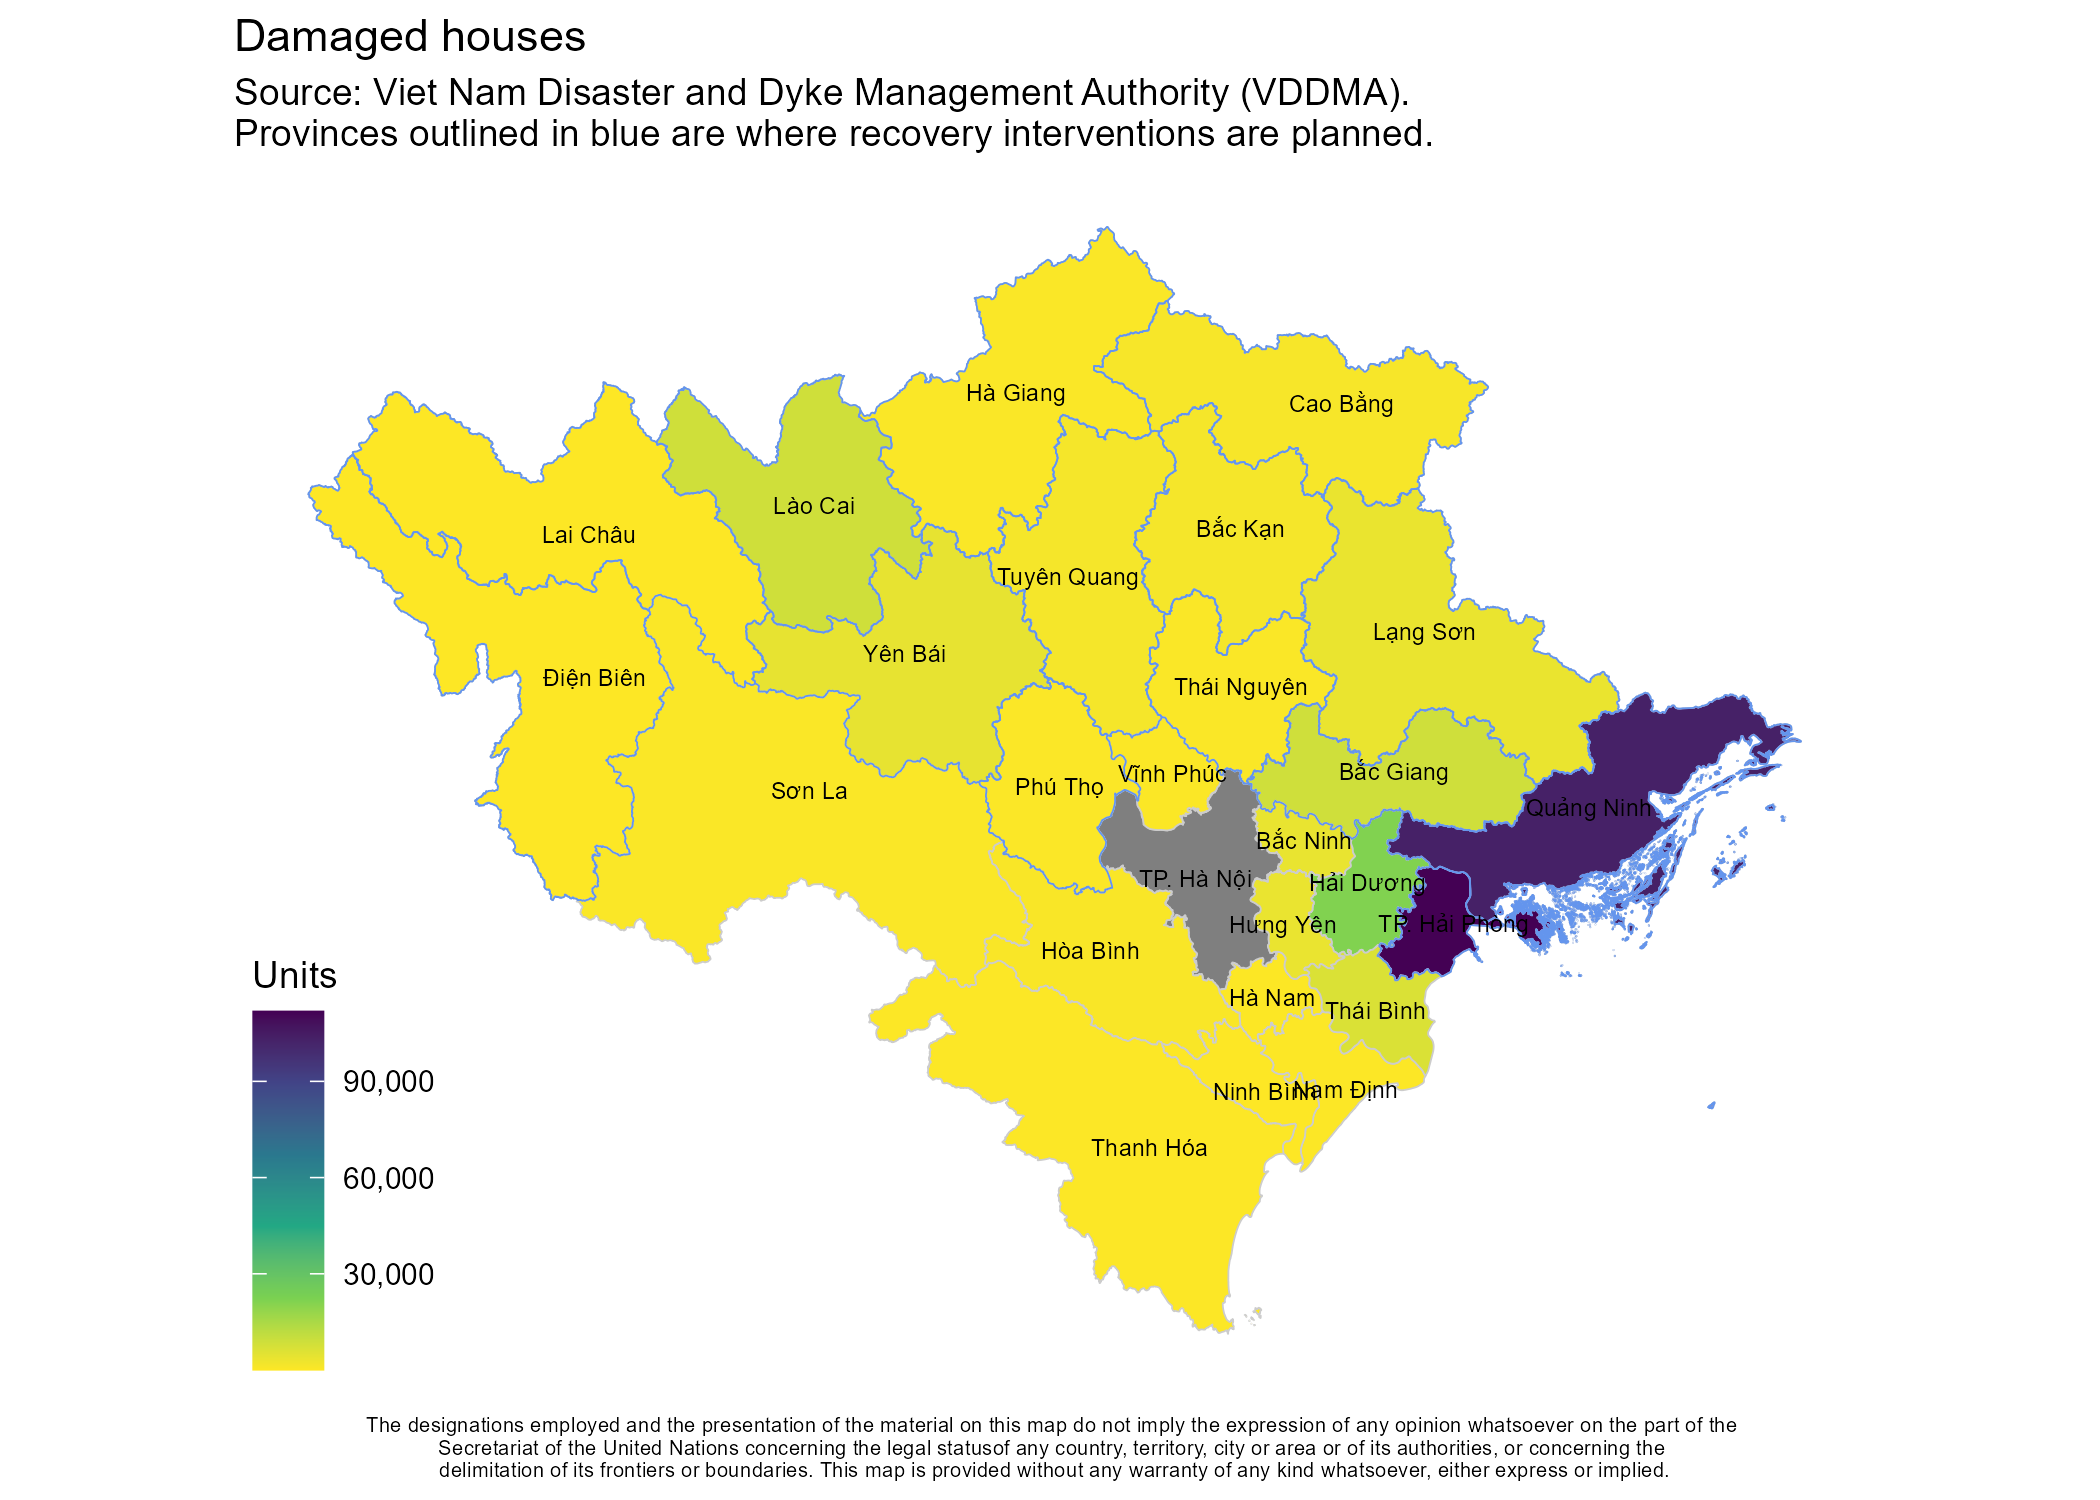 Damaged houses
Source: Viet Nam Disaster and Dyke Management Authority (VDDMA).
Provinces outlined in blue are where recovery interventions are planned.
Hà Giang
Cao Bằng
Lào Cai
Lai Châu
Bắc Kạn
Tuyên Quang
Lạng Sơn
Yên Bái
Điện Biên
Thái Nguyên
Bắc Giang
Vĩnh Phúc
Phú Thọ
Sơn La
Quảng Ninh
Bắc Ninh
TP. Hà Nội
Hải Dương
Hưng Yên
TP. Hải Phòng
Hòa Bình
Hà Nam
Thái Bình
Ninh Bình
Nam Định
Thanh Hóa
Units
90,000
60,000
30,000
The designations employed and the presentation of the material on this map do not imply the expression of any opinion whatsoever on the part of the
Secretariat of the United Nations concerning the legal statusof any country, territory, city or area or of its authorities, or concerning the
delimitation of its frontiers or boundaries. This map is provided without any warranty of any kind whatsoever, either express or implied.